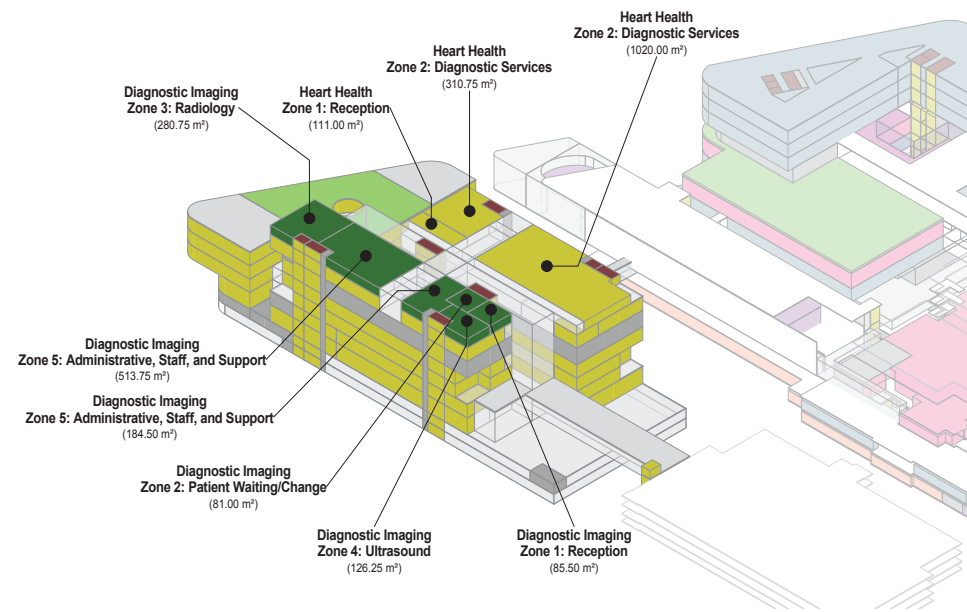 Heart Health
Zone 2: Diagnostic Services
(1020.00 m²)
Heart Health
Zone 2: Diagnostic Services
(310.75 m²)
Diagnostic Imaging
Zone 3: Radiology
(280.75 m²)
Heart Health
Zone 1: Reception
(111.00 m²)
Diagnostic Imaging
Zone 5: Administrative, Staff, and Support
(513.75 m²)
Diagnostic Imaging
Zone 5: Administrative, Staff, and Support
(184.50 m²)
Diagnostic Imaging
Zone 2: Patient Waiting/Change
(81.00 m²)
Diagnostic Imaging
Zone 4: Ultrasound
(126.25 m²)
Diagnostic Imaging
Zone 1: Reception
(85.50 m²)